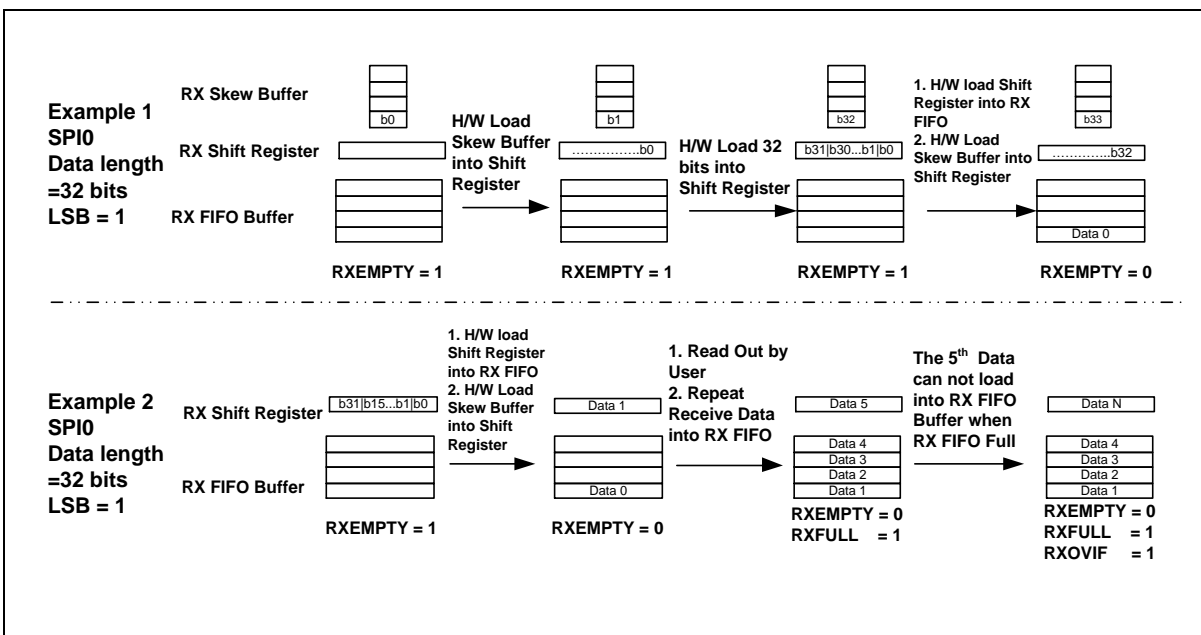 Example 1
SPI0
Data length
=32 bits
LSB = 1
RX Skew Buffer
RX Shift Register
RX FIFO Buffer
b0
RXEMPTY = 1
H/W Load
Skew Buffer
into Shift
Register
b1
................b0
RXEMPTY = 1
H/W Load 32
bits into
Shift Register
b32
b31|b30...b1|b0
RXEMPTY = 1
1. H/W load Shift
Register into RX
FIFO
2. H/W Load
Skew Buffer into
Shift Register
b33
..............b32
Data 0
RXEMPTY = 0
Example 2
SPI0
Data length
=32 bits
LSB = 1
RX Shift Register
RX FIFO Buffer
b31|b15...b1|b0
RXEMPTY = 1
1. H/W load
Shift Register
into RX FIFO
2. H/W Load
Skew Buffer
into Shift
Register
Data 1
Data 0
RXEMPTY = 0
1. Read Out by
User
2. Repeat
Receive Data
into RX FIFO
Data 5
Data 4
Data 3
Data 2
Data 1
RXEMPTY = 0
RXFULL = 1
The 5th Data
can not load
into RX FIFO
Buffer when
RX FIFO Full
Data N
Data 4
Data 3
Data 2
Data 1
RXEMPTY = 0
RXFULL = 1
RXOVIF = 1